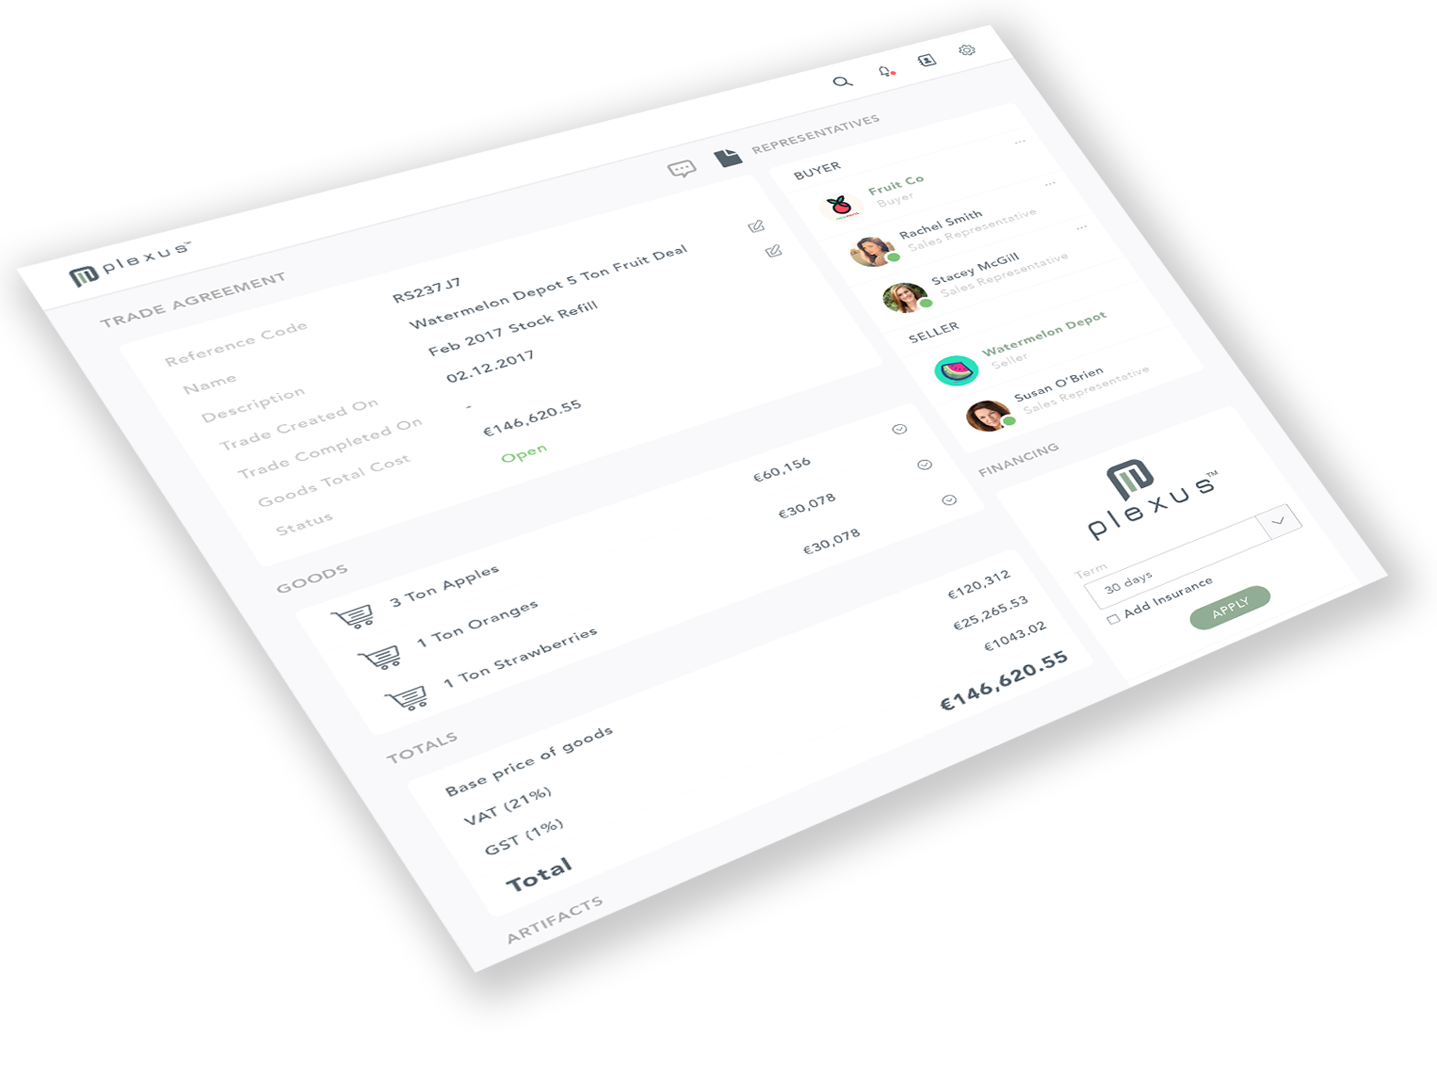 plexus™
TRADE AGREEMENT
Reference Code RS237J7
Name Watermelon Depot 5 Ton Fruit Deal
Description Feb 2017 Stock Refill
Trade Created On 02.12.2017
Trade Completed On -
Goods Total Cost €146,620.55
Status Open
GOODS
3 Ton Apples €60,156
1 Ton Oranges €30,078
1 Ton Strawberries €30,078
TOTALS
Base price of goods €120,312
VAT (21%) €25,265.53
GST (1%) €1043.02
Total €146,620.55
ARTIFACTS
REPRESENTATIVES
BUYER
Fruit Co
Buyer
Rachel Smith
Sales Representative
Stacey McGill
Sales Representative
SELLER
Watermelon Depot
Seller
Susan O'Brien
Sales Representative
FINANCING
plexus™
Term
30 days
Add Insurance
APPLY